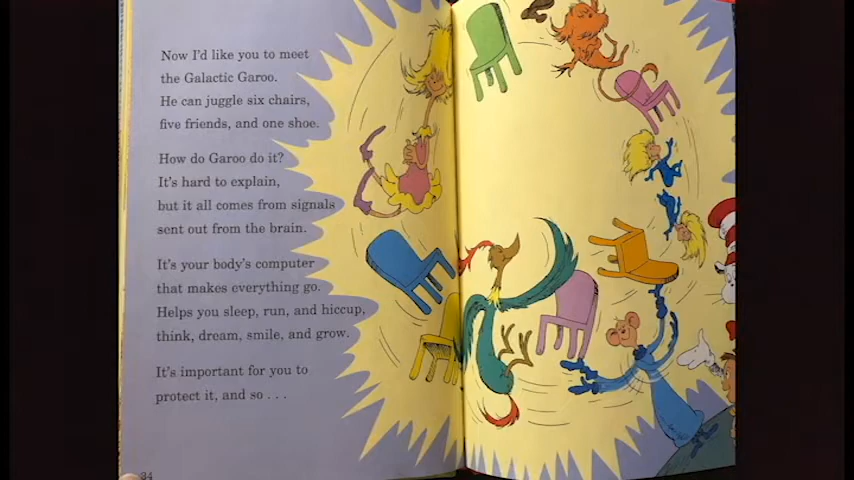 Now I'd like you to meet
the Galactic Garoo.
He can juggle six chairs,
five friends, and one shoe.
How do Garoo do it?
It's hard to explain,
but it all comes from signals
sent out from the brain.
It's your body's computer
that makes everything go.
Helps you sleep, run, and hiccup,
think, dream, smile, and grow.
It's important for you to
protect it, and so . . .
34